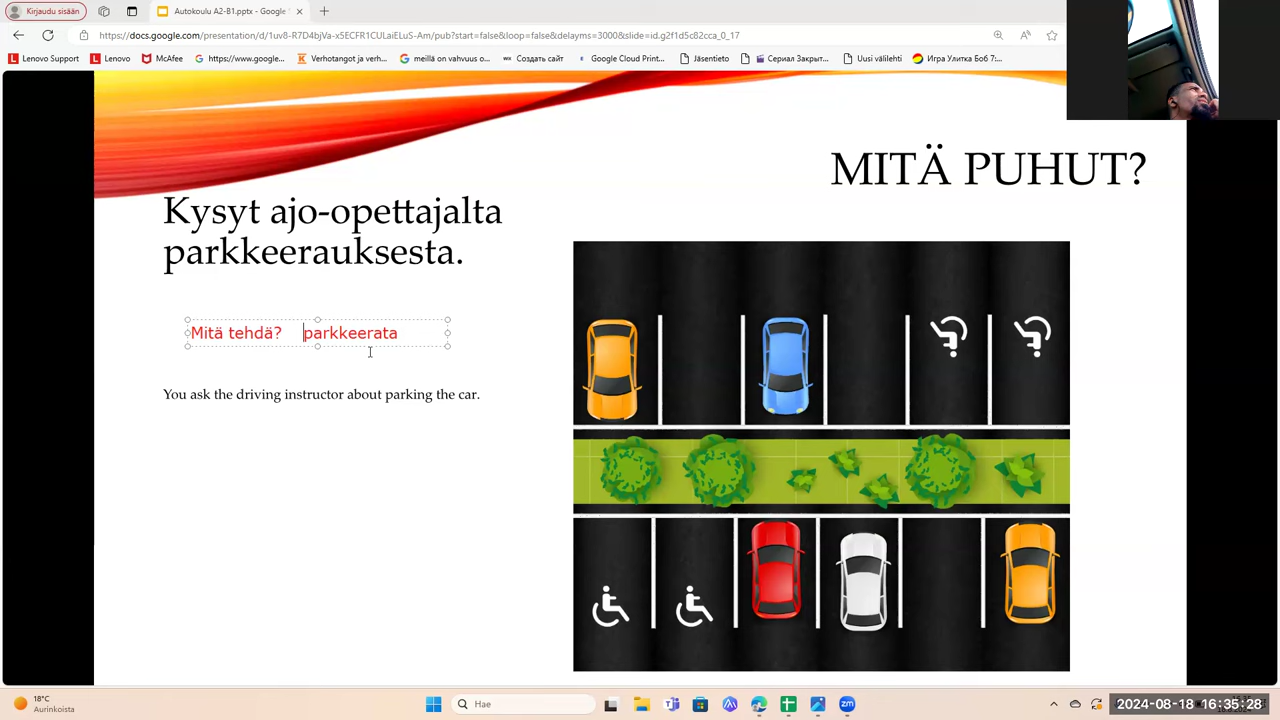 Kirjaudu sisään
Autokoulu A2-B1.pptx - Google
https://docs.google.com/presentation/d/1uv8-R7D4bjVa-x5ECFR1CULaiELuS-Ar/pub?start=false&loop=false&delayms=3000&slide=id.g2f1d5c82cca_0_17
Lenovo Support
Lenovo
McAfee
https://www.google...
Verhotangot ja verh...
meillä on vahvuus o...
Создать сайт
Google Cloud Print...
Jäsentieto
Сериал Закрыт...
Uusi välilehti
Игра Улитка Боб 7:...
MITÄ PUHUT?
Kysyt ajo-opettajalta
parkkeerauksesta.
Mitä tehdä? parkkeerata
You ask the driving instructor about parking the car.
18°C
Aurinkoista
Hae
2024-08-18 16:35:28